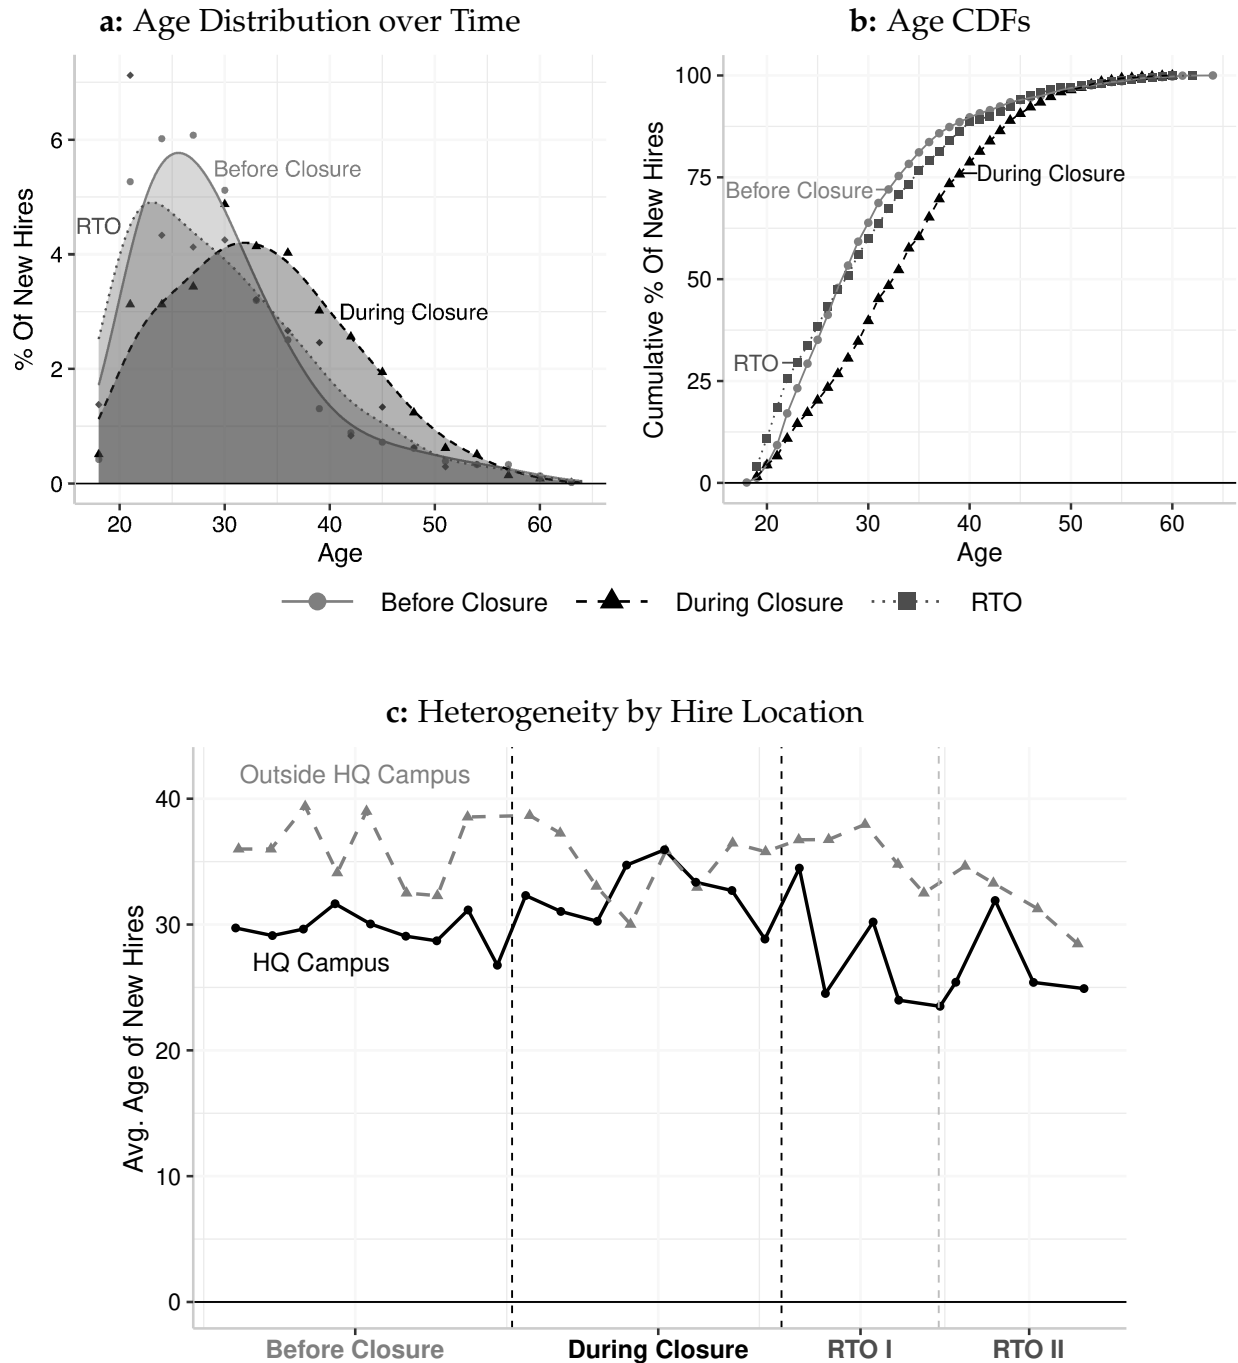 a: Age Distribution over Time
% Of New Hires
6
4
2
0
Before Closure
RTO
During Closure
20 30 40 50 60
Age
b: Age CDFs
Cumulative % Of New Hires
100
75
50
25
0
Before Closure
During Closure
RTO
20 30 40 50 60
Age
Before Closure During Closure RTO
c: Heterogeneity by Hire Location
Avg. Age of New Hires
40
30
20
10
0
Outside HQ Campus
HQ Campus
Before Closure During Closure RTO I RTO II